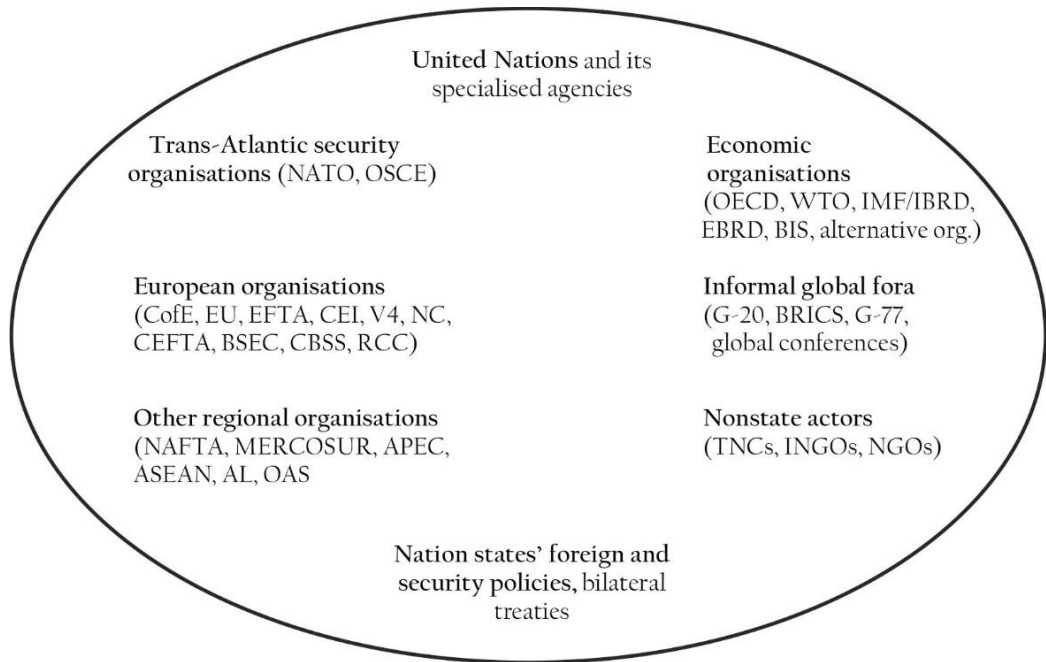 United Nations and its
specialised agencies
Trans-Atlantic security
organisations (NATO, OSCE)
Economic
organisations
(OECD, WTO, IMF/IBRD,
EBRD, BIS, alternative org.)
European organisations
(CofE, EU, EFTA, CEI, V4, NC,
CEFTA, BSEC, CBSS, RCC)
Informal global fora
(G-20, BRICS, G-77,
global conferences)
Other regional organisations
(NAFTA, MERCOSUR, APEC,
ASEAN, AL, OAS
Nonstate actors
(TNCs, INGOs, NGOs)
Nation states’ foreign and
security policies, bilateral
treaties